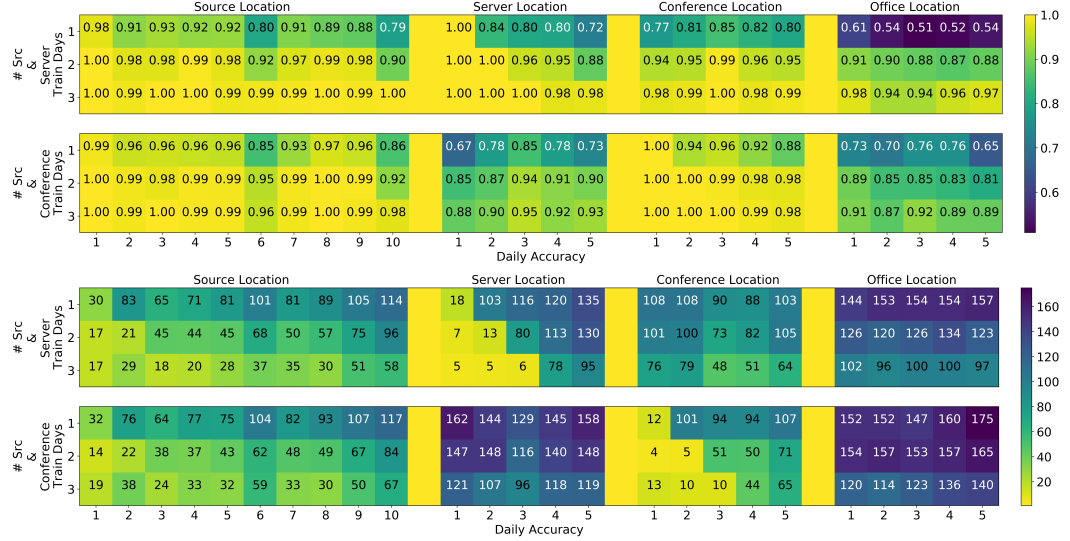 Source Location Server Location Conference Location Office Location
# Src & Server Train Days
1 0.98 0.91 0.93 0.92 0.92 0.80 0.91 0.89 0.88 0.79 1.00 0.84 0.80 0.80 0.72 0.77 0.81 0.85 0.82 0.80 0.61 0.54 0.51 0.52 0.54
2 1.00 0.98 0.98 0.99 0.98 0.92 0.97 0.99 0.98 0.90 1.00 1.00 0.96 0.95 0.88 0.94 0.95 0.99 0.96 0.95 0.91 0.90 0.88 0.87 0.88
3 1.00 0.99 1.00 1.00 0.99 0.99 0.99 1.00 0.99 1.00 1.00 1.00 1.00 0.98 0.98 0.98 0.99 1.00 0.98 0.99 0.98 0.94 0.94 0.96 0.97
1.0
0.9
0.8
0.7
0.6
# Src & Conference Train Days
1 0.99 0.96 0.96 0.96 0.96 0.85 0.93 0.97 0.96 0.86 0.67 0.78 0.85 0.78 0.73 1.00 0.94 0.96 0.92 0.88 0.73 0.70 0.76 0.76 0.65
2 1.00 0.99 0.98 0.99 0.99 0.95 0.99 1.00 0.99 0.92 0.85 0.87 0.94 0.91 0.90 1.00 1.00 0.99 0.98 0.98 0.89 0.85 0.85 0.83 0.81
3 1.00 0.99 1.00 0.99 0.99 0.96 0.99 1.00 0.99 0.98 0.88 0.90 0.95 0.92 0.93 1.00 1.00 1.00 0.99 0.98 0.91 0.87 0.92 0.89 0.89
1 2 3 4 5 6 7 8 9 10 1 2 3 4 5 1 2 3 4 5 1 2 3 4 5
Daily Accuracy
Source Location Server Location Conference Location Office Location
# Src & Server Train Days
1 30 83 65 71 81 101 81 89 105 114 18 103 116 120 135 108 108 90 88 103 144 153 154 154 157
2 17 21 45 44 45 68 50 57 75 96 7 13 80 113 130 101 100 73 82 105 126 120 126 134 123
3 17 29 18 20 28 37 35 30 51 58 5 5 6 78 95 76 79 48 51 64 102 96 100 100 97
160
140
120
100
80
60
40
20
# Src & Conference Train Days
1 32 76 64 77 75 104 82 93 107 117 162 144 129 145 158 12 101 94 94 107 152 152 147 160 175
2 14 22 38 37 43 62 48 49 67 84 147 148 116 140 148 4 5 51 50 71 154 157 153 157 165
3 19 38 24 33 32 59 33 30 50 67 121 107 96 118 119 13 10 10 44 65 120 114 123 136 140
1 2 3 4 5 6 7 8 9 10 1 2 3 4 5 1 2 3 4 5 1 2 3 4 5
Daily Accuracy